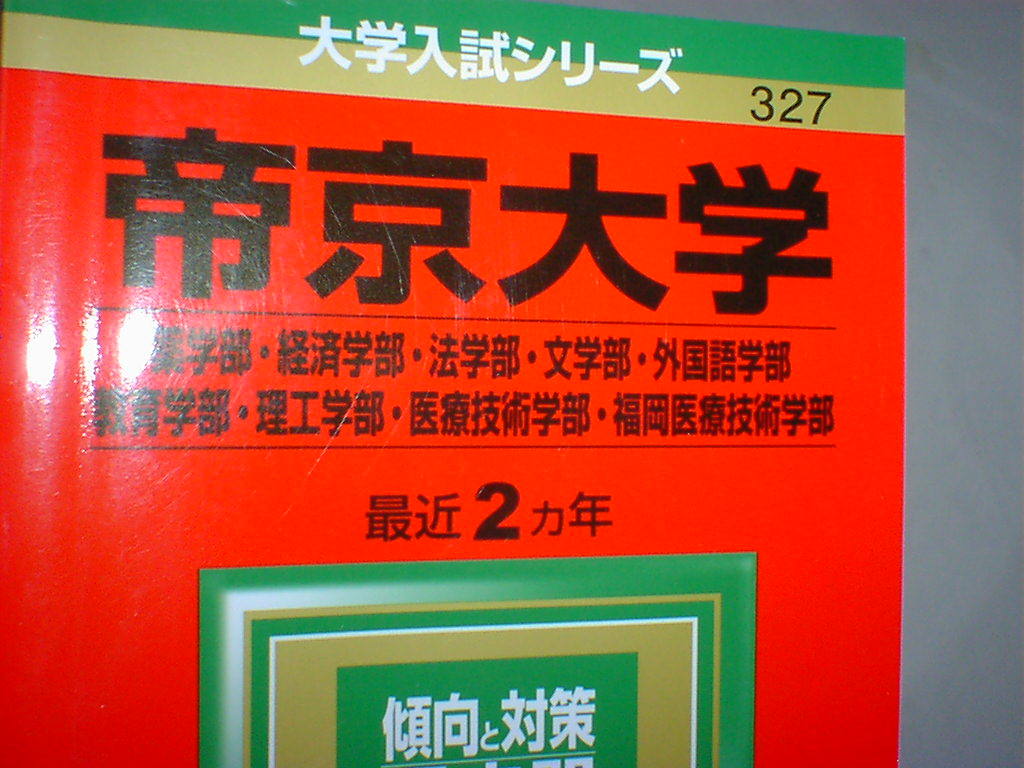 大学入試シリーズ
327
帝京大学
薬学部・経済学部・法学部・文学部・外国語学部
教育学部・理工学部・医療技術学部・福岡医療技術学部
最近2カ年
傾向と対策